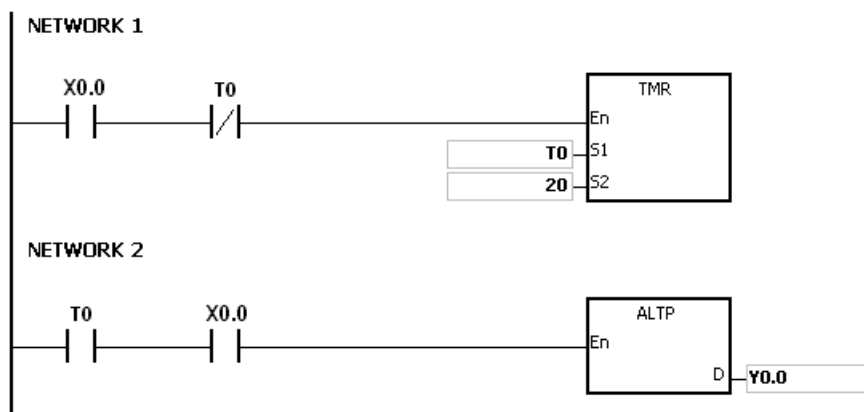 NETWORK 1
X0.0 T0
TMR
En
T0 S1
20 S2
NETWORK 2
T0 X0.0
ALTP
En
D Y0.0